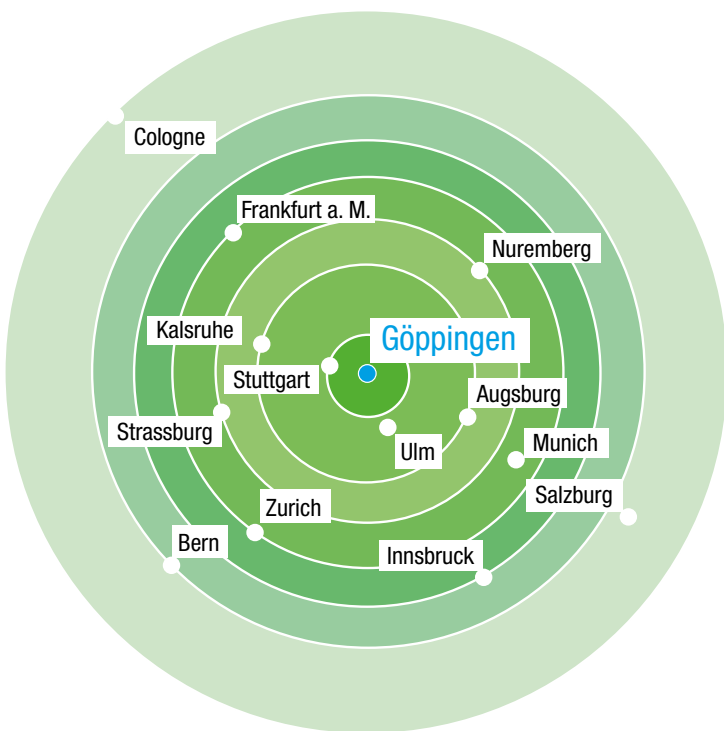 Cologne
Frankfurt a. M.
Nuremberg
Kalsruhe
Göppingen
Stuttgart
Augsburg
Strassburg
Ulm
Munich
Salzburg
Zurich
Bern
Innsbruck